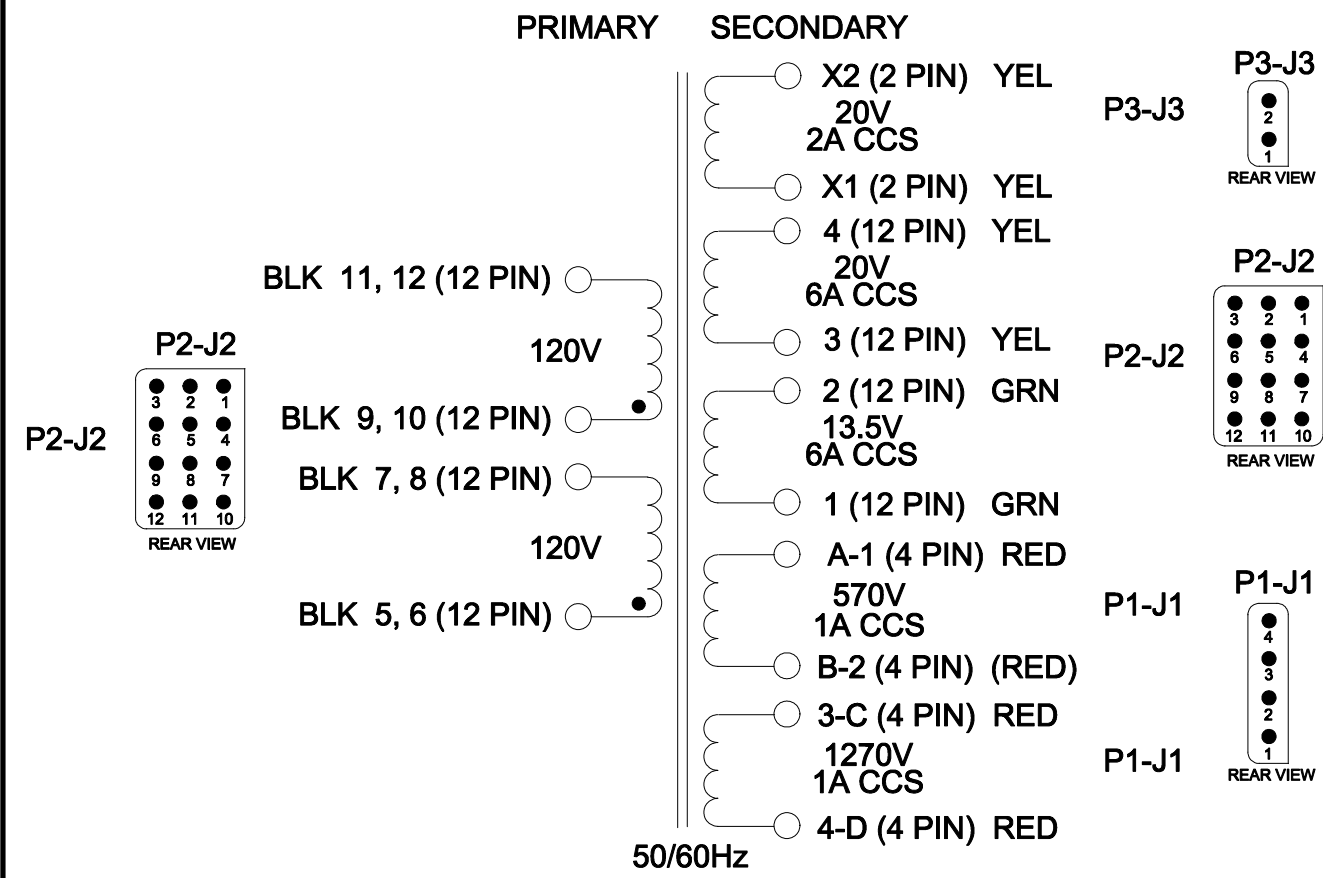 PRIMARY SECONDARY
X2 (2 PIN) YEL
20V
2A CCS
X1 (2 PIN) YEL
P3-J3
P3-J3
2
1
REAR VIEW
4 (12 PIN) YEL
20V
6A CCS
3 (12 PIN) YEL
2 (12 PIN) GRN
13.5V
6A CCS
1 (12 PIN) GRN
P2-J2
P2-J2
3 2 1
6 5 4
9 8 7
12 11 10
REAR VIEW
BLK 11, 12 (12 PIN)
120V
BLK 9, 10 (12 PIN)
BLK 7, 8 (12 PIN)
120V
BLK 5, 6 (12 PIN)
P2-J2
P2-J2
3 2 1
6 5 4
9 8 7
12 11 10
REAR VIEW
A-1 (4 PIN) RED
570V
1A CCS
B-2 (4 PIN) (RED)
P1-J1
3-C (4 PIN) RED
1270V
1A CCS
4-D (4 PIN) RED
P1-J1
P1-J1
4
3
2
1
REAR VIEW
50/60Hz